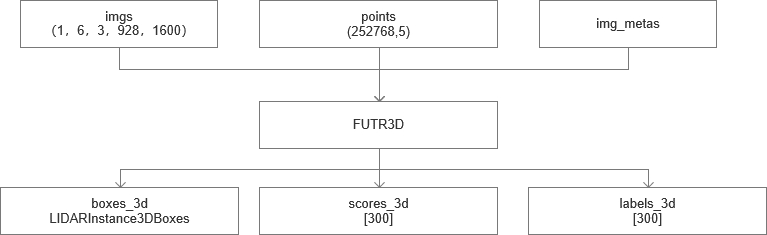 imgs
(1, 6, 3, 928, 1600)
points
(252768,5)
img_metas
FUTR3D
boxes_3d
LIDARInstance3DBoxes
scores_3d
[300]
labels_3d
[300]